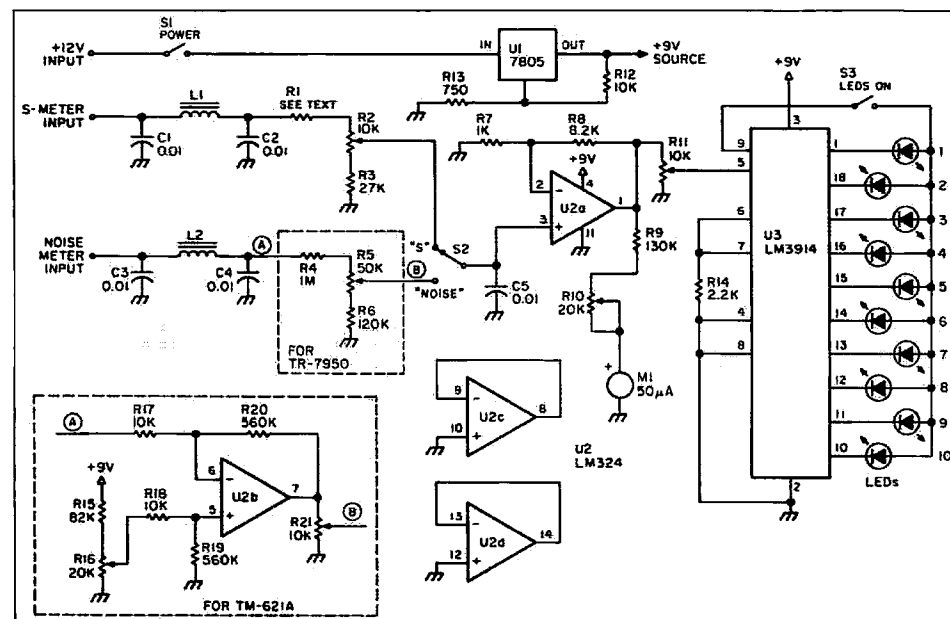 S1
POWER
+12V
INPUT
IN
U1
7805
OUT
+9V
SOURCE
R13
750
R12
10K
+9V
S3
LEDS ON
S-METER
INPUT
L1
R1
SEE TEXT
R2
10K
C1
0.01
C2
0.01
R3
27K
R7
1K
R8
8.2K
+9V
R11
10K
2
-
4
U2a
1
3
+
11
R9
130K
NOISE
METER
INPUT
L2
A
C3
0.01
C4
0.01
R4
1M
R5
50K
R6
120K
FOR
TR-7950
B
"S"
S2
"NOISE"
C5
0.01
R10
20K
+
M1
50µA
3
9
5
6
7
4
8
U3
LM3914
R14
2.2K
1
18
17
16
15
14
13
12
11
10
2
1
2
3
4
5
6
7
8
9
10
LEDs
9
-
U2c
8
10
+
U2
LM324
13
-
U2d
14
12
+
A
R17
10K
R20
560K
+9V
R15
82K
R16
20K
R18
10K
6
-
U2b
7
5
+
R19
560K
R21
10K
B
FOR TM-621A